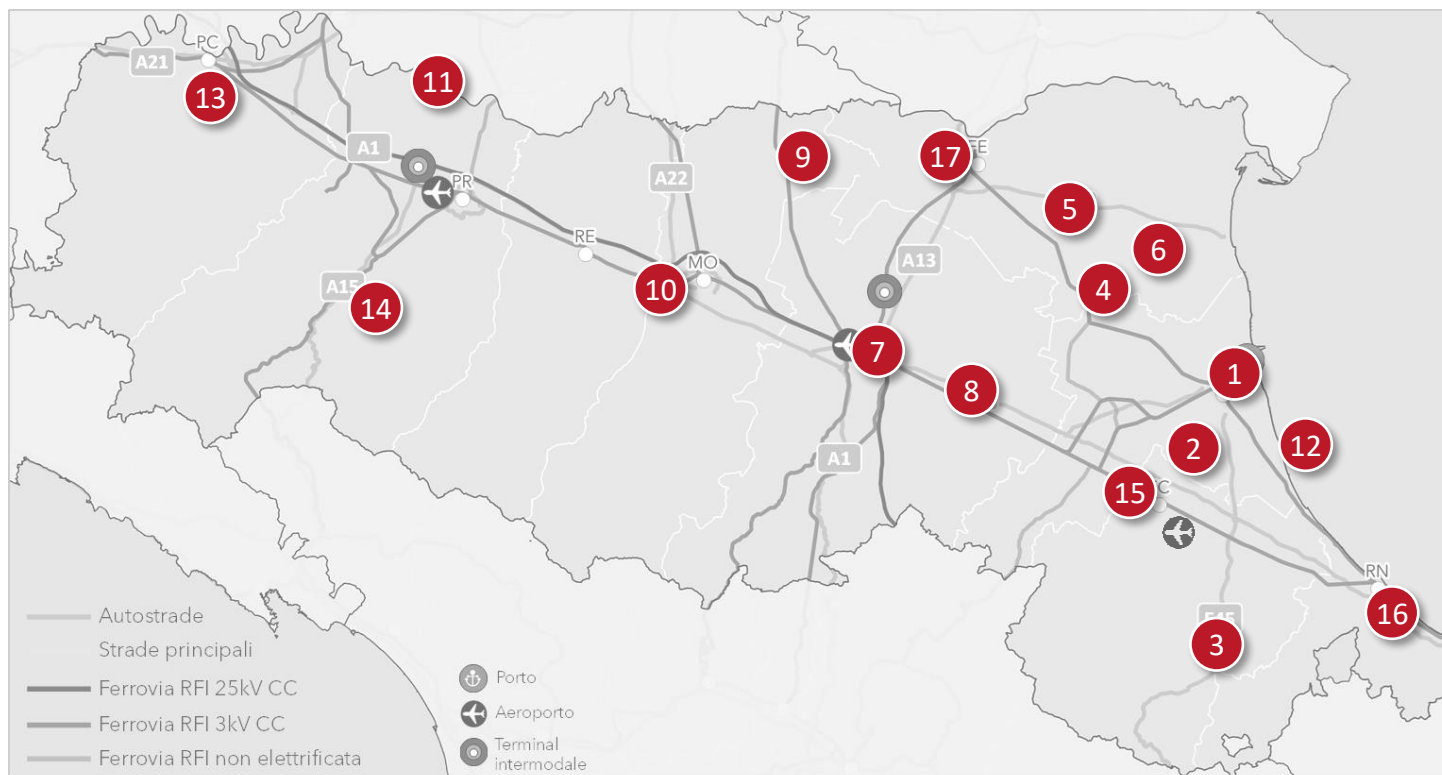 PC
A21
11
13
A1
9
17
FE
PR
A22
5
RE
6
MO
A13
4
10
A15
14
7
1
8
12
2
A1
15
FC
RN
16
E45
3
Autostrade
Strade principali
Ferrovia RFI 25kV CC
Ferrovia RFI 3kV CC
Ferrovia RFI non elettrificata
Porto
Aeroporto
Terminal
intermodale